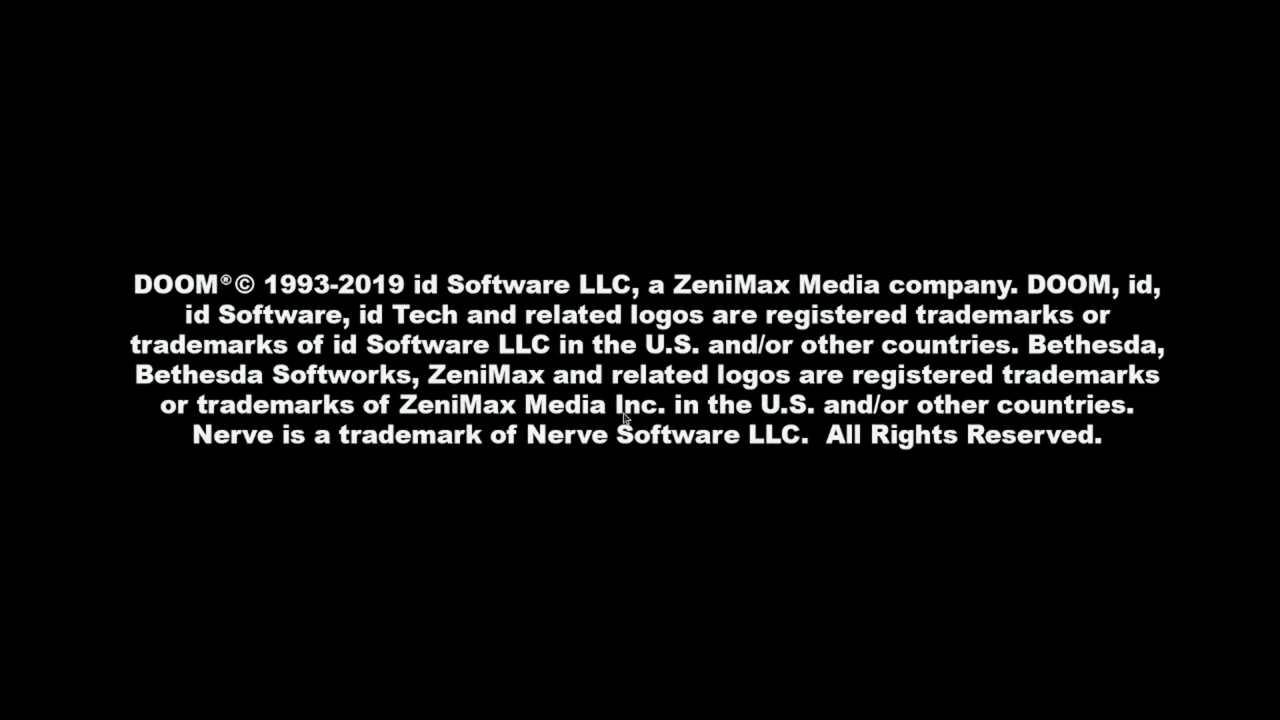 DOOM®© 1993-2019 id Software LLC, a ZeniMax Media company. DOOM, id,
id Software, id Tech and related logos are registered trademarks or
trademarks of id Software LLC in the U.S. and/or other countries. Bethesda,
Bethesda Softworks, ZeniMax and related logos are registered trademarks
or trademarks of ZeniMax Media Inc. in the U.S. and/or other countries.
Nerve is a trademark of Nerve Software LLC.  All Rights Reserved.